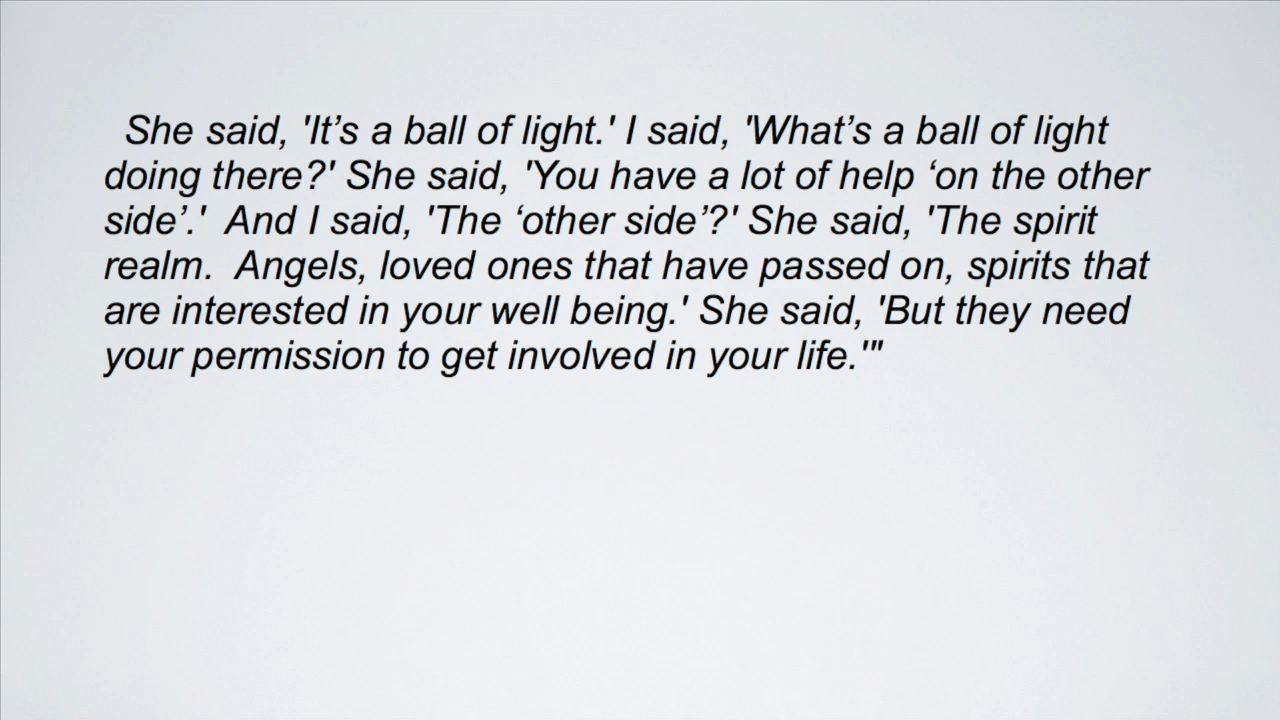 She said, 'It’s a ball of light.' I said, 'What’s a ball of light
doing there?' She said, 'You have a lot of help ‘on the other
side’.'  And I said, 'The ‘other side’?' She said, 'The spirit
realm.  Angels, loved ones that have passed on, spirits that
are interested in your well being.' She said, 'But they need
your permission to get involved in your life.'"